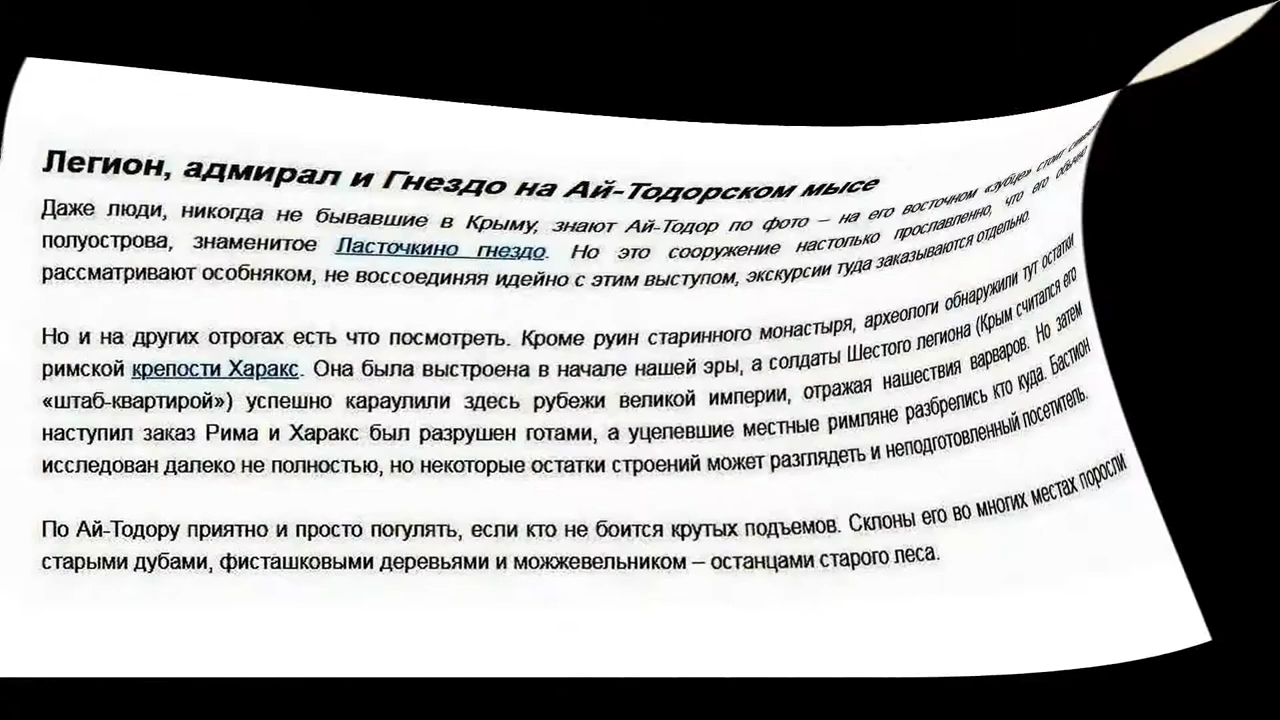 Легион, адмирал и Гнездо на Ай-Тодорском мысе
Даже люди, никогда не бывавшие в Крыму, знают Ай-Тодор по фото – на его восточном «зубце» стоит символ
полуострова, знаменитое Ласточкино гнездо. Но это сооружение настолько прославленно, что его обычно
рассматривают особняком, не воссоединяя идейно с этим выступом, экскурсии туда заказываются отдельно.
Но и на других отрогах есть что посмотреть. Кроме руин старинного монастыря, археологи обнаружили тут остатки
римской крепости Харакс. Она была выстроена в начале нашей эры, а солдаты Шестого легиона (Крым считался его
«штаб-квартирой») успешно караулили здесь рубежи великой империи, отражая нашествия варваров. Но затем
наступил заказ Рима и Харакс был разрушен готами, а уцелевшие местные римляне разбрелись кто куда. Бастион
исследован далеко не полностью, но некоторые остатки строений может разглядеть и неподготовленный посетитель.
По Ай-Тодору приятно и просто погулять, если кто не боится крутых подъемов. Склоны его во многих местах поросли
старыми дубами, фисташковыми деревьями и можжевельником – останцами старого леса.